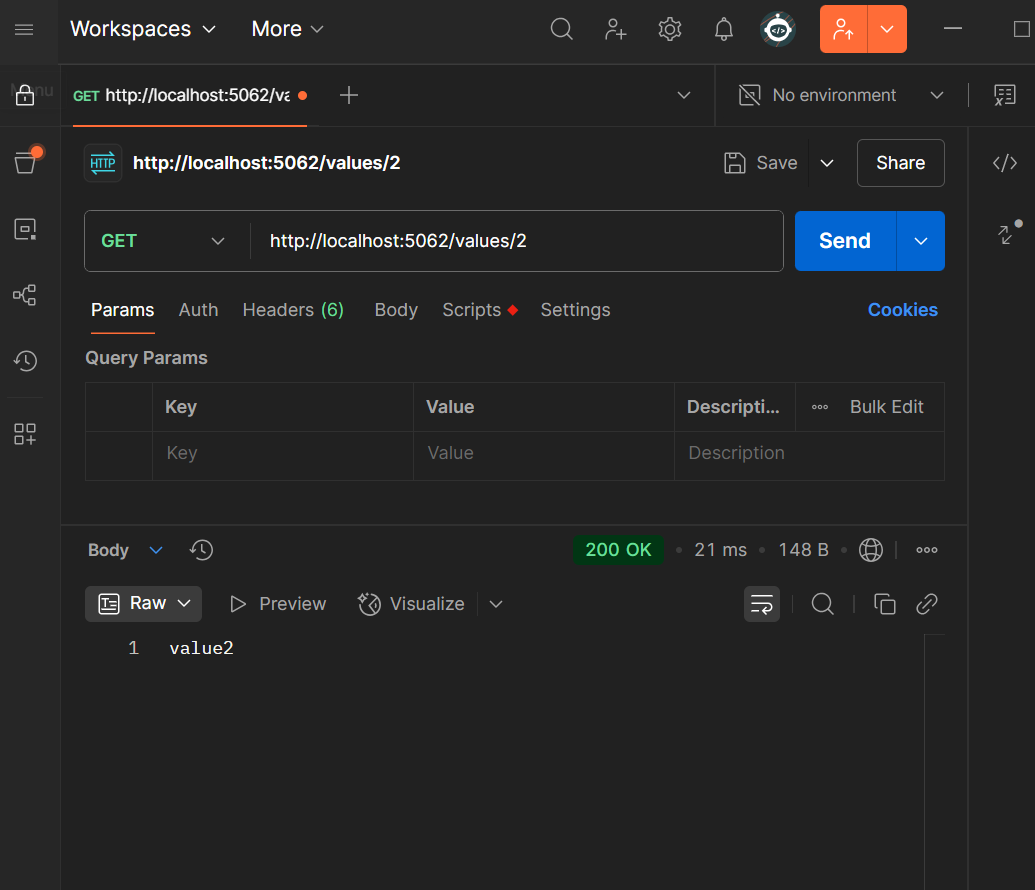 Workspaces More
Menu
GET http://localhost:5062/va
No environment
HTTP http://localhost:5062/values/2 Save Share
GET http://localhost:5062/values/2 Send
Params Auth Headers (6) Body Scripts Settings Cookies
Query Params
Key Value Descripti... Bulk Edit
Key Value Description
Body 200 OK 21 ms 148 B
Raw Preview Visualize
1 value2